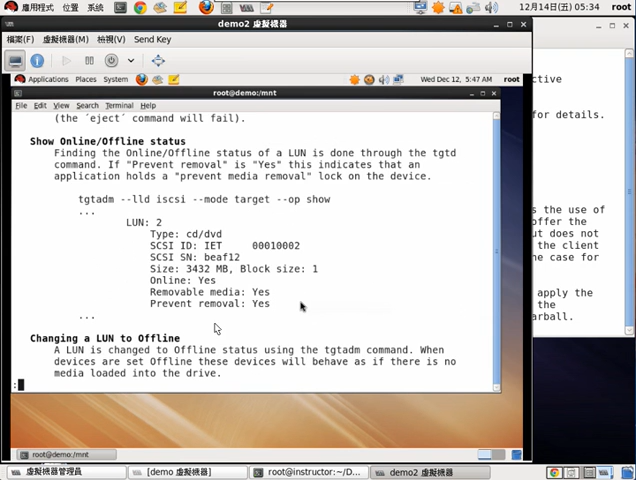 應用程式 位置 系統 12月14日(五) 05:34 root
demo2 虛擬機器
檔案(F) 虛擬機器(M) 檢視(V) Send Key
Applications Places System Wed Dec 12, 5:47 AM root
root@demo:/mnt
File Edit View Search Terminal Help
(the ´eject´ command will fail).
Show Online/Offline status
Finding the Online/Offline status of a LUN is done through the tgtd
command. If "Prevent removal" is "Yes" this indicates that an
application holds a "prevent media removal" lock on the device.
tgtadm --lld iscsi --mode target --op show
...
LUN: 2
Type: cd/dvd
SCSI ID: IET 00010002
SCSI SN: beaf12
Size: 3432 MB, Block size: 1
Online: Yes
Removable media: Yes
Prevent removal: Yes
...
Changing a LUN to Offline
A LUN is changed to Offline status using the tgtadm command. When
devices are set Offline these devices will behave as if there is no
media loaded into the drive.
:
root@demo:/mnt
ctive
for details.
s the use of
offer the
ut does not
the client
e case for
apply the
the
arball.
虛擬機器管理員 [demo 虛擬機器] root@instructor:~/D... demo2 虛擬機器